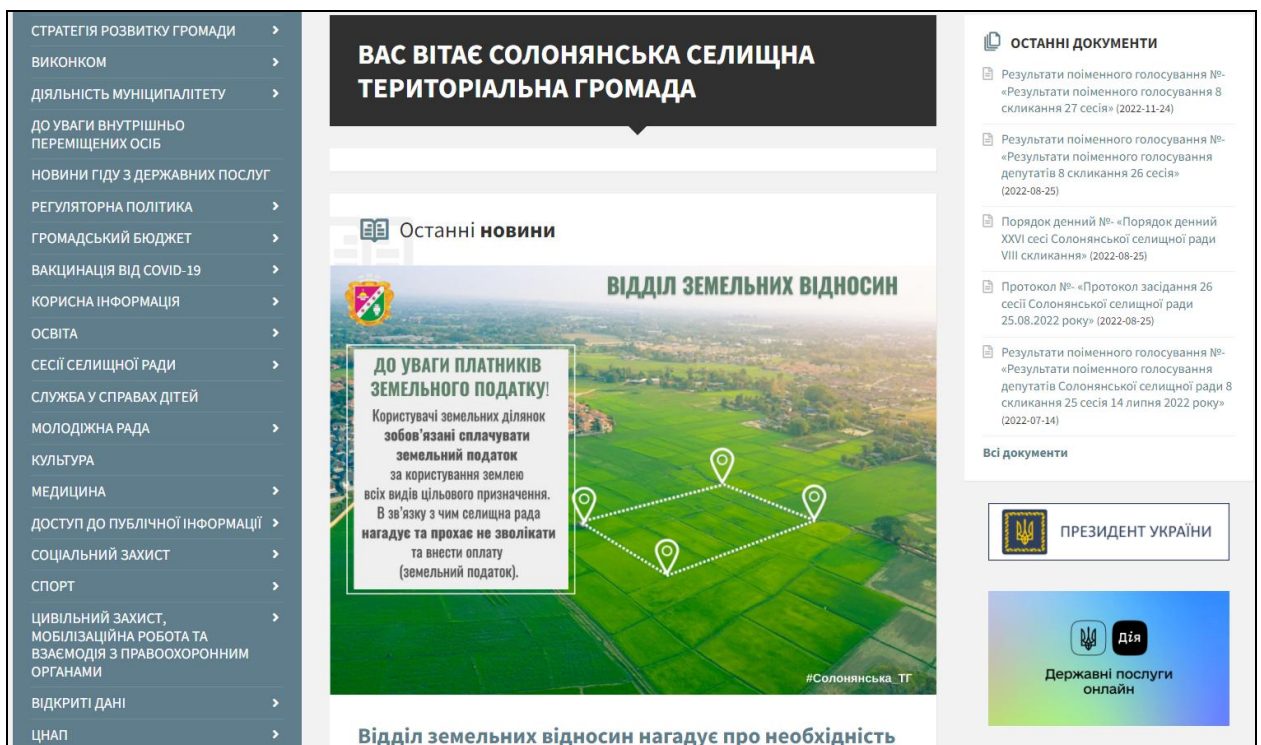 СТРАТЕГІЯ РОЗВИТКУ ГРОМАДИ
ВИКОНКОМ
ДІЯЛЬНІСТЬ МУНІЦИПАЛІТЕТУ
ДО УВАГИ ВНУТРІШНЬО
ПЕРЕМІЩЕНИХ ОСІБ
НОВИНИ ГІДУ З ДЕРЖАВНИХ ПОСЛУГ
РЕГУЛЯТОРНА ПОЛІТИКА
ГРОМАДСЬКИЙ БЮДЖЕТ
ВАКЦИНАЦІЯ ВІД COVID-19
КОРИСНА ІНФОРМАЦІЯ
ОСВІТА
СЕСІЇ СЕЛИЩНОЇ РАДИ
СЛУЖБА У СПРАВАХ ДІТЕЙ
МОЛОДІЖНА РАДА
КУЛЬТУРА
МЕДИЦИНА
ДОСТУП ДО ПУБЛІЧНОЇ ІНФОРМАЦІЇ
СОЦІАЛЬНИЙ ЗАХИСТ
СПОРТ
ЦИВІЛЬНИЙ ЗАХИСТ,
МОБІЛІЗАЦІЙНА РОБОТА ТА
ВЗАЄМОДІЯ З ПРАВООХОРОННИМ
ОРГАНАМИ
ВІДКРИТІ ДАНІ
ЦНАП
ВАС ВІТАЄ СОЛОНЯНСЬКА СЕЛИЩНА
ТЕРИТОРІАЛЬНА ГРОМАДА
Останні новини
ВІДДІЛ ЗЕМЕЛЬНИХ ВІДНОСИН
ДО УВАГИ ПЛАТНИКІВ
ЗЕМЕЛЬНОГО ПОДАТКУ!
Користувачі земельних ділянок
зобов'язані сплачувати
земельний податок
за користування землею
всіх видів цільового призначення.
В зв'язку з чим селищна рада
нагадує та прохає не зволікати
та внести оплату
(земельний податок).
#Солонянська_ТГ
Відділ земельних відносин нагадує про необхідність
ОСТАННІ ДОКУМЕНТИ
Результати поіменного голосування №-
«Результати поіменного голосування 8
скликання 27 сесія» (2022-11-24)
Результати поіменного голосування №-
«Результати поіменного голосування
депутатів 8 скликання 26 сесія»
(2022-08-25)
Порядок денний №- «Порядок денний
XXVI сесі Солонянської селищної ради
VIII скликання» (2022-08-25)
Протокол №- «Протокол засідання 26
сесії Солонянської селищної ради
25.08.2022 року» (2022-08-25)
Результати поіменного голосування №-
«Результати поіменного голосування
депутатів Солонянської селищної ради 8
скликання 25 сесія 14 липня 2022 року»
(2022-07-14)
Всі документи
ПРЕЗИДЕНТ УКРАЇНИ
Дія
Державні послуги
онлайн